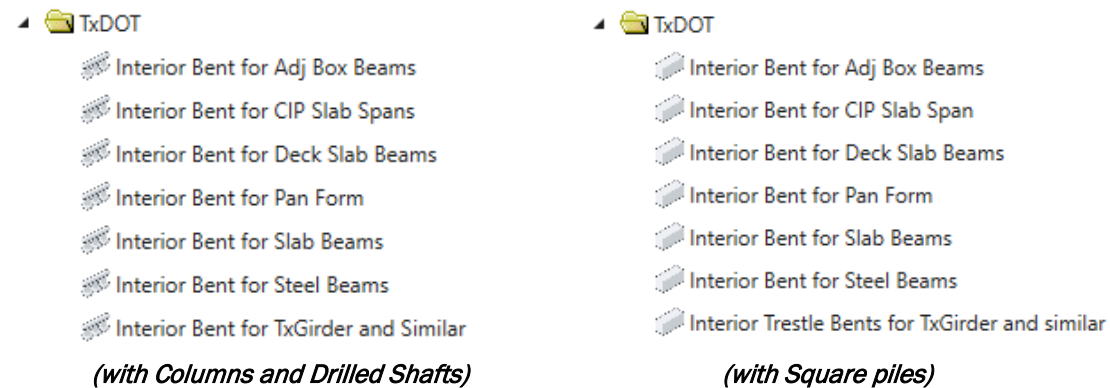 TxDOT
Interior Bent for Adj Box Beams
Interior Bent for CIP Slab Spans
Interior Bent for Deck Slab Beams
Interior Bent for Pan Form
Interior Bent for Slab Beams
Interior Bent for Steel Beams
Interior Bent for TxGirder and Similar
(with Columns and Drilled Shafts)
TxDOT
Interior Bent for Adj Box Beams
Interior Bent for CIP Slab Span
Interior Bent for Deck Slab Beams
Interior Bent for Pan Form
Interior Bent for Slab Beams
Interior Bent for Steel Beams
Interior Trestle Bents for TxGirder and similar
(with Square piles)